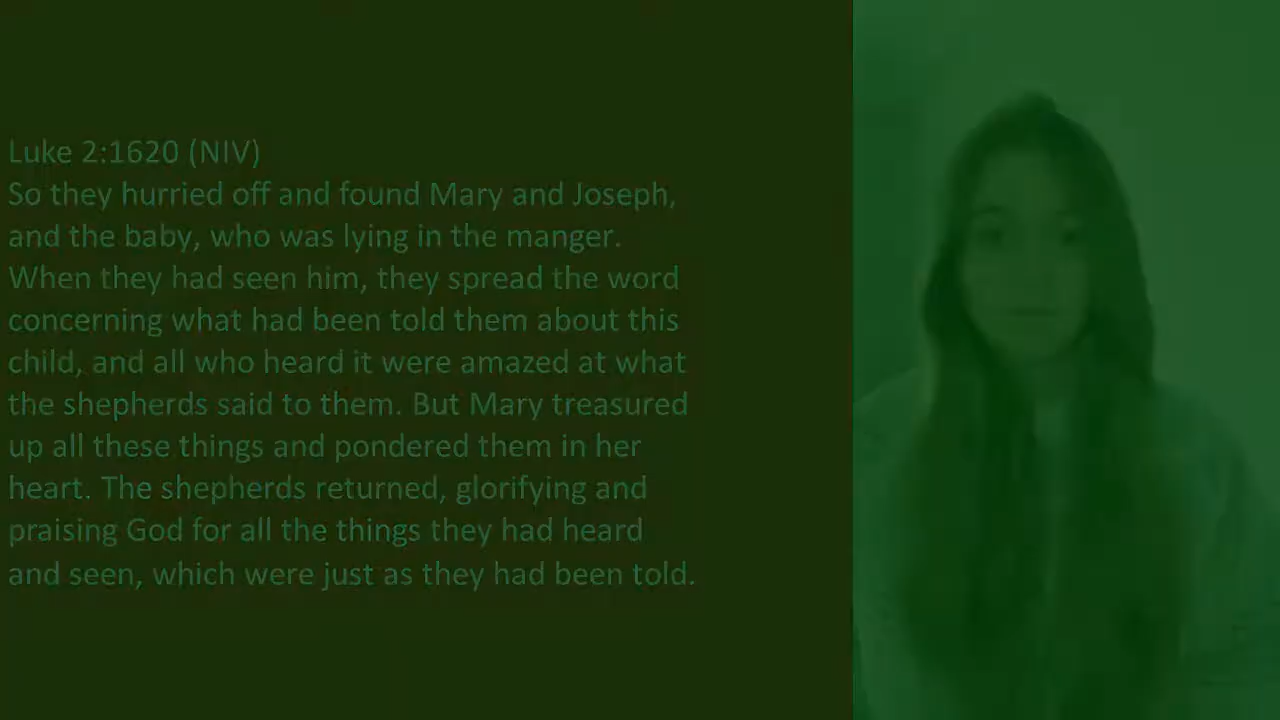 Luke 2:1620 (NIV)
So they hurried off and found Mary and Joseph,
and the baby, who was lying in the manger.
When they had seen him, they spread the word
concerning what had been told them about this
child, and all who heard it were amazed at what
the shepherds said to them. But Mary treasured
up all these things and pondered them in her
heart. The shepherds returned, glorifying and
praising God for all the things they had heard
and seen, which were just as they had been told.